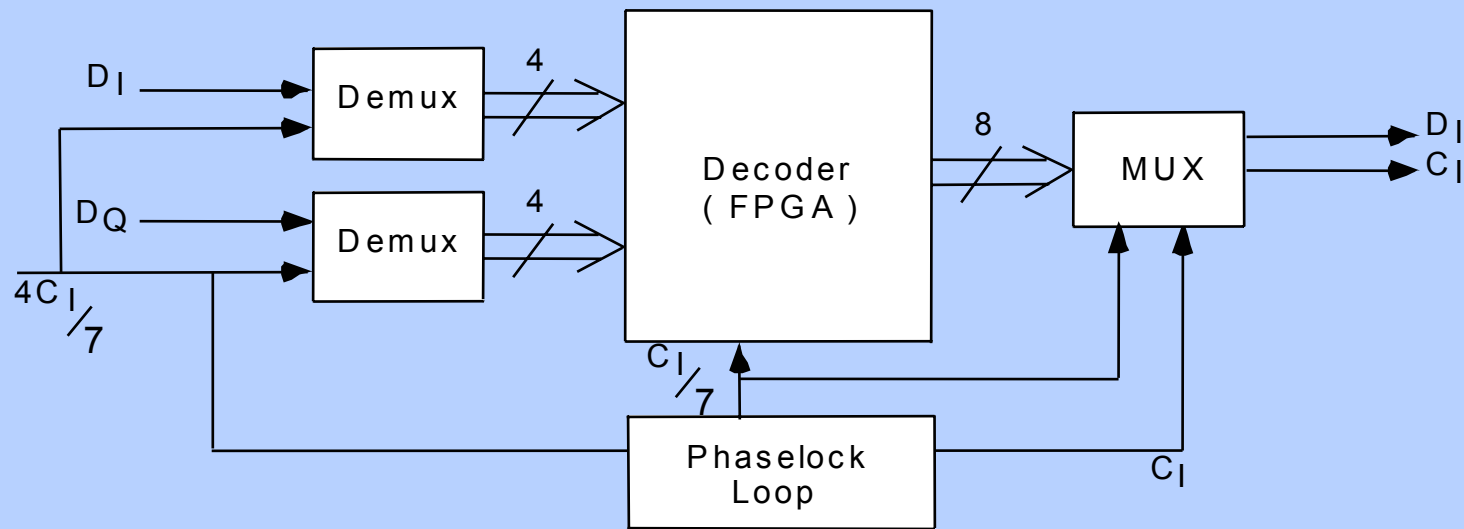 D I
Demux
4
D Q
Demux
4
4C I/7
Decoder
( FPGA )
8
MUX
D I
C I
C I/7
Phaselock
Loop
C I